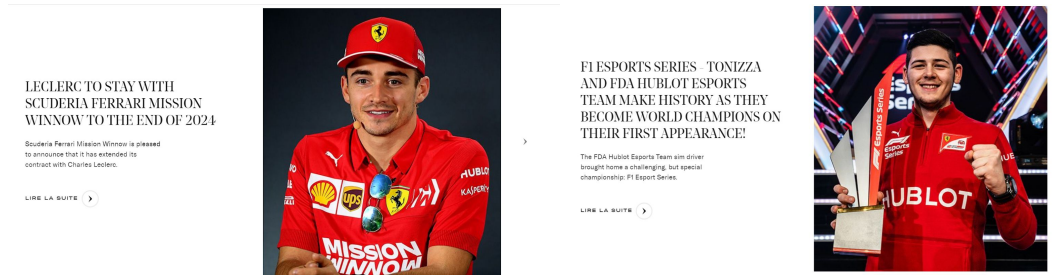 LECLERC TO STAY WITH
SCUDERIA FERRARI MISSION
WINNOW TO THE END OF 2024
Scuderia Ferrari Mission Winnow is pleased
to announce that it has extended its
contract with Charles Leclerc.
LIRE LA SUITE
Shell
ups
HUBLOT
MISSION
WINNOW
F1 ESPORTS SERIES - TONIZZA
AND FDA HUBLOT ESPORTS
TEAM MAKE HISTORY AS THEY
BECOME WORLD CHAMPIONS ON
THEIR FIRST APPEARANCE!
The FDA Hublot Esports Team sim driver
brought home a challenging, but special
championship: F1 Esport Series.
LIRE LA SUITE
Esports Series
Esports
Series
HUBLOT